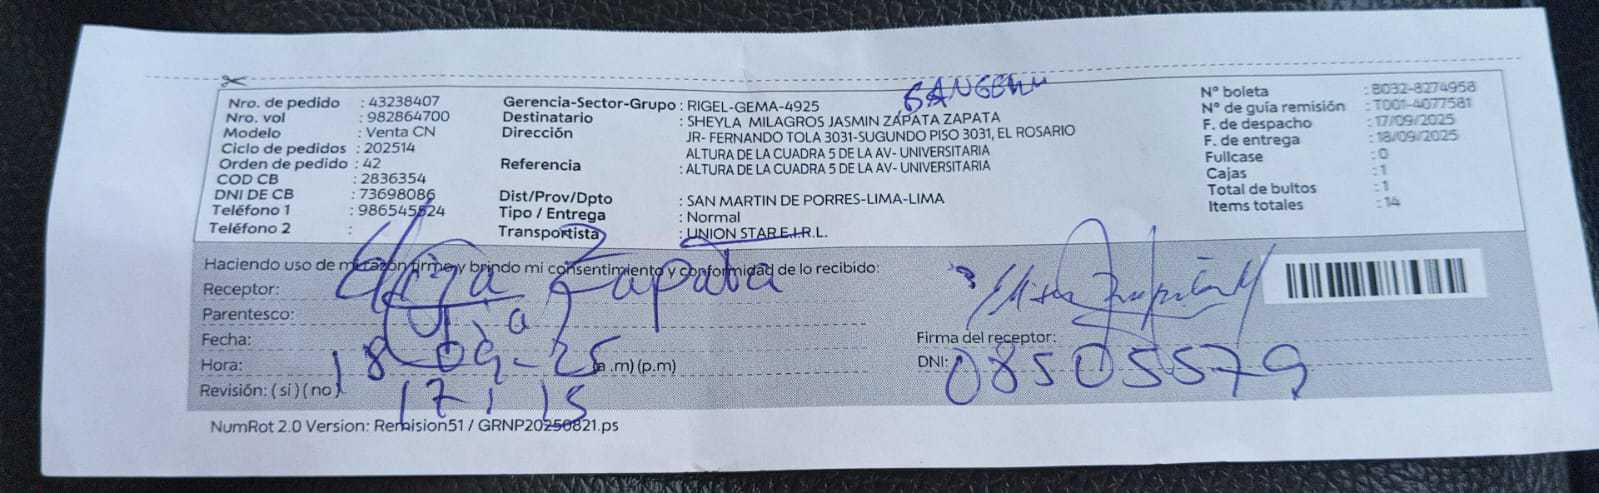 Nro. de pedido : 43238407
Nro. vol : 982864700
Modelo : Venta CN
Ciclo de pedidos : 202514
Orden de pedido : 42
COD CB : 2836354
DNI DE CB : 73698086
Teléfono 1 : 986545524
Teléfono 2 :
Gerencia-Sector-Grupo : RIGEL-GEMA-4925
Destinatario : SHEYLA MILAGROS JASMIN ZAPATA ZAPATA
Dirección JR- FERNANDO TOLA 3031-SUGUNDO PISO 3031, EL ROSARIO
ALTURA DE LA CUADRA 5 DE LA AV- UNIVERSITARIA
Referencia : ALTURA DE LA CUADRA 5 DE LA AV- UNIVERSITARIA
Dist/Prov/Dpto : SAN MARTIN DE PORRES-LIMA-LIMA
Tipo / Entrega : Normal
Transportista : UNION STAR E.I.R.L.
Nº boleta : B032-8274958
Nº de guía remisión : T001-4077581
F. de despacho : 17/09/2025
F. de entrega : 18/09/2025
Fullcase : 0
Cajas : 1
Total de bultos : 1
Items totales : 14
Haciendo uso de mi razón firme y brindo mi consentimiento y conformidad de lo recibido:
Receptor: Zapata
Parentesco:
Fecha: 18-09-25
Hora: 17:15 (a .m) (p.m)
Revisión: ( si ) ( no )
Firma del receptor:
DNI: 08505579
NumRot 2.0 Version: Remision51 / GRNP20250821.ps